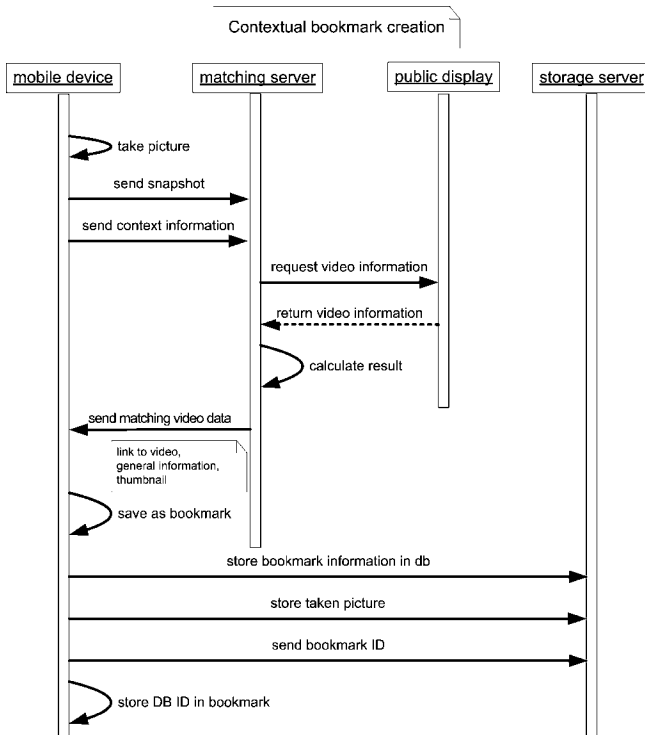 Contextual bookmark creation
mobile device
matching server
public display
storage server
take picture
send snapshot
send context information
request video information
return video information
calculate result
send matching video data
link to video,
general information,
thumbnail
save as bookmark
store bookmark information in db
store taken picture
send bookmark ID
store DB ID in bookmark